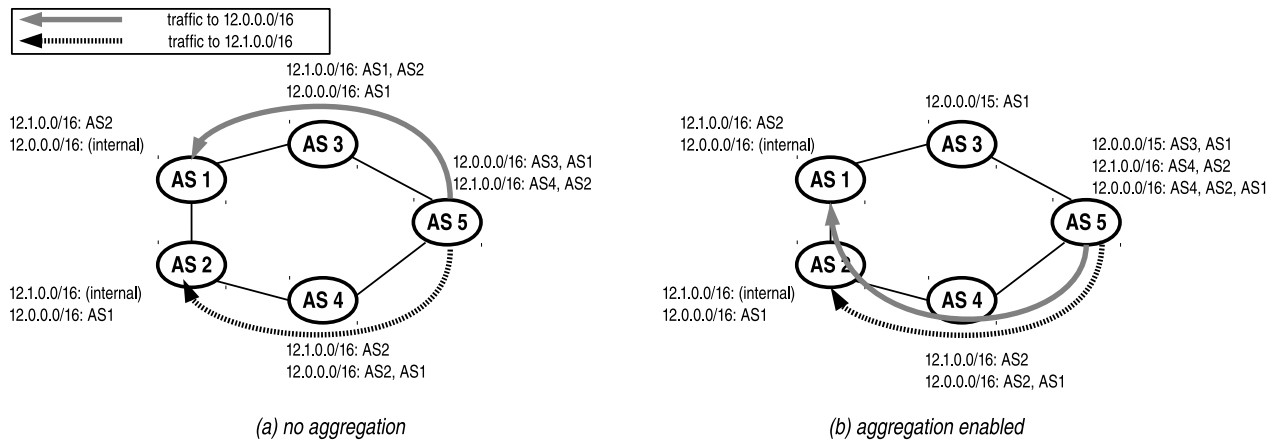 traffic to 12.0.0.0/16
traffic to 12.1.0.0/16
12.1.0.0/16: AS1, AS2
12.0.0.0/16: AS1
12.1.0.0/16: AS2
12.0.0.0/16: (internal)
AS 3
AS 1
12.0.0.0/16: AS3, AS1
12.1.0.0/16: AS4, AS2
AS 5
AS 2
12.1.0.0/16: (internal)
12.0.0.0/16: AS1
AS 4
12.1.0.0/16: AS2
12.0.0.0/16: AS2, AS1
(a) no aggregation
12.0.0.0/15: AS1
12.1.0.0/16: AS2
12.0.0.0/16: (internal)
AS 3
AS 1
12.0.0.0/15: AS3, AS1
12.1.0.0/16: AS4, AS2
12.0.0.0/16: AS4, AS2, AS1
AS 5
AS 2
12.1.0.0/16: (internal)
12.0.0.0/16: AS1
AS 4
12.1.0.0/16: AS2
12.0.0.0/16: AS2, AS1
(b) aggregation enabled